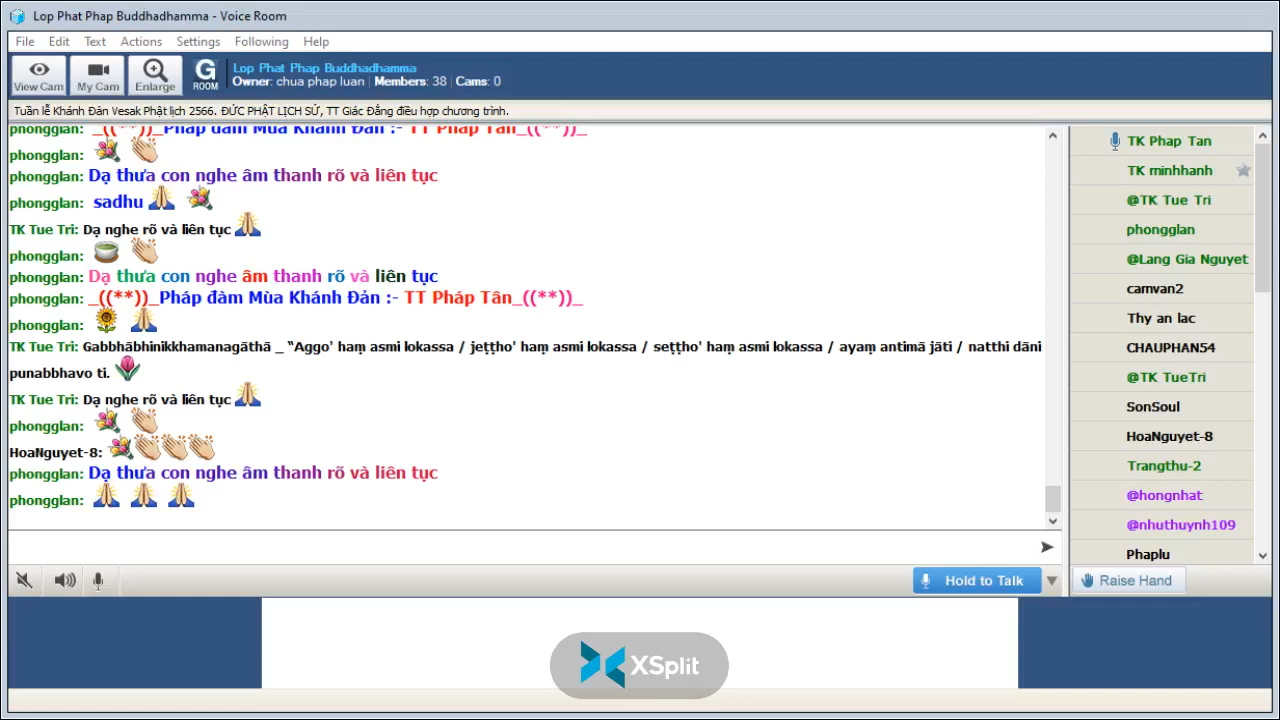 Lop Phat Phap Buddhadhamma - Voice Room
File Edit Text Actions Settings Following Help
View Cam My Cam Enlarge G ROOM
Lop Phat Phap Buddhadhamma
Owner: chua phap luan | Members: 38 | Cams: 0
Tuần lễ Khánh Đản Vesak Phật lịch 2566. ĐỨC PHẬT LỊCH SỬ, TT Giác Đẳng điều hợp chương trình.
phongglan: _((**))_Pháp đàm Mùa Khánh Đản :- TT Pháp Tân_((**))_
phongglan:
phongglan: Dạ thưa con nghe âm thanh rõ và liên tục
phongglan: sadhu
TK Tue Tri: Dạ nghe rõ và liên tục
phongglan:
phongglan: Dạ thưa con nghe âm thanh rõ và liên tục
phongglan: _((**))_Pháp đàm Mùa Khánh Đản :- TT Pháp Tân_((**))_
phongglan:
TK Tue Tri: Gabbhābhinikkhamanagāthā _ “Aggo' haṃ asmi lokassa / jeṭṭho' haṃ asmi lokassa / seṭṭho' haṃ asmi lokassa / ayaṃ antimā jāti / natthi dāni
punabbhavo ti.
TK Tue Tri: Dạ nghe rõ và liên tục
phongglan:
HoaNguyet-8:
phongglan: Dạ thưa con nghe âm thanh rõ và liên tục
phongglan:
Hold to Talk
TK Phap Tan
TK minhhanh
@TK Tue Tri
phongglan
@Lang Gia Nguyet
camvan2
Thy an lac
CHAUPHAN54
@TK TueTri
SonSoul
HoaNguyet-8
Trangthu-2
@hongnhat
@nhuthuynh109
Phaplu
Raise Hand
XSplit